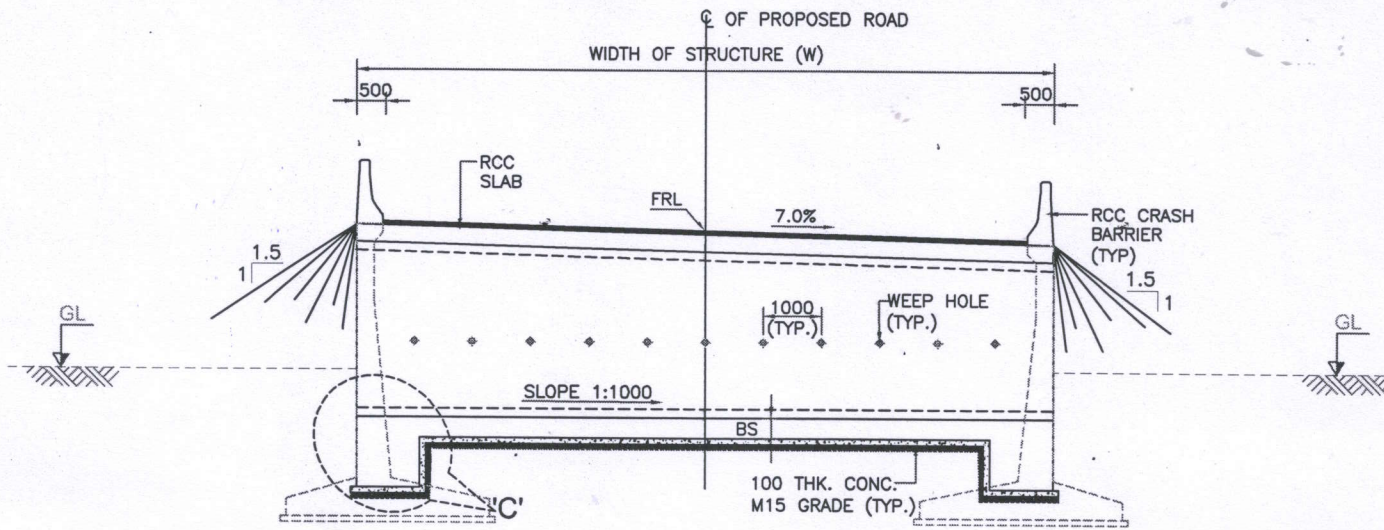 ℄ OF PROPOSED ROAD
WIDTH OF STRUCTURE (W)
500
500
RCC
SLAB
FRL
7.0%
RCC CRASH
BARRIER
(TYP)
1.5
1
1.5
1
GL
1000
(TYP.)
WEEP HOLE
(TYP.)
GL
SLOPE 1:1000
BS
100 THK. CONC.
M15 GRADE (TYP.)
'C'